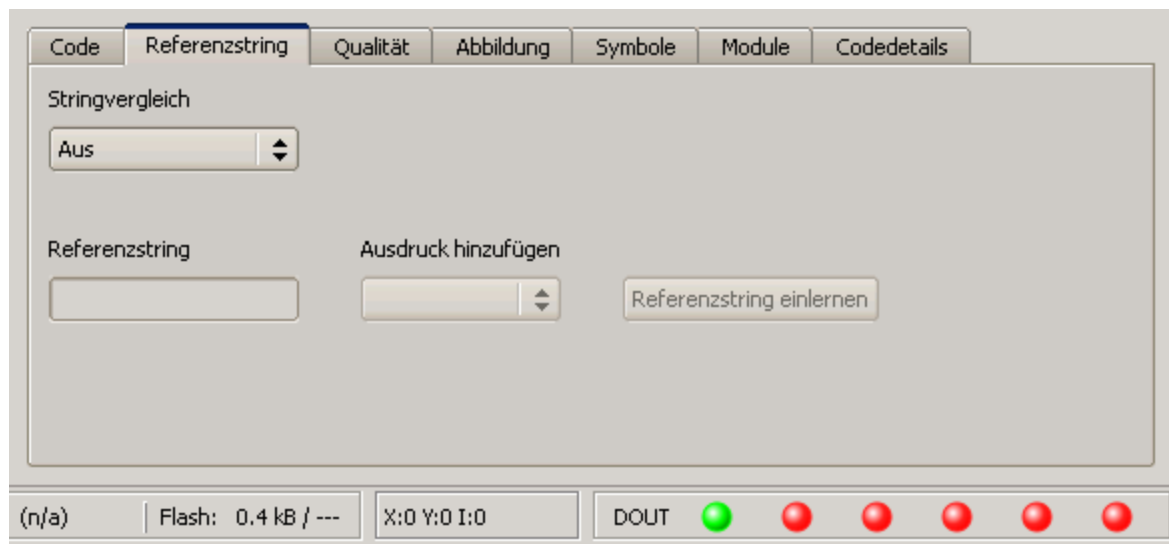 Code Referenzstring Qualität Abbildung Symbole Module Codedetails
Stringvergleich
Aus
Referenzstring Ausdruck hinzufügen
Referenzstring einlernen
(n/a) Flash: 0.4 kB / --- X:0 Y:0 I:0 DOUT